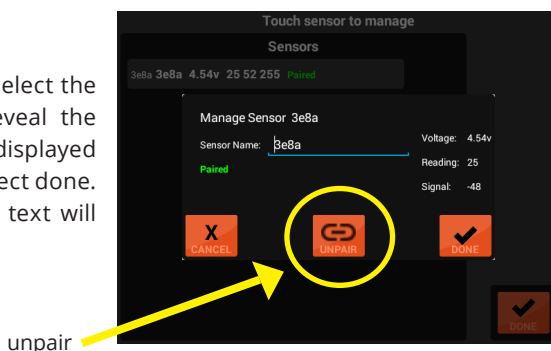 Touch sensor to manage
Sensors
3e8a 3e8a 4.54v 25 52 255 Paired
Manage Sensor 3e8a
Sensor Name: 3e8a
Voltage: 4.54v
Paired
Reading: 25
Signal: -48
X
CANCEL
UNPAIR
DONE
DONE
elect the
eveal the
displayed
ect done.
text will
unpair